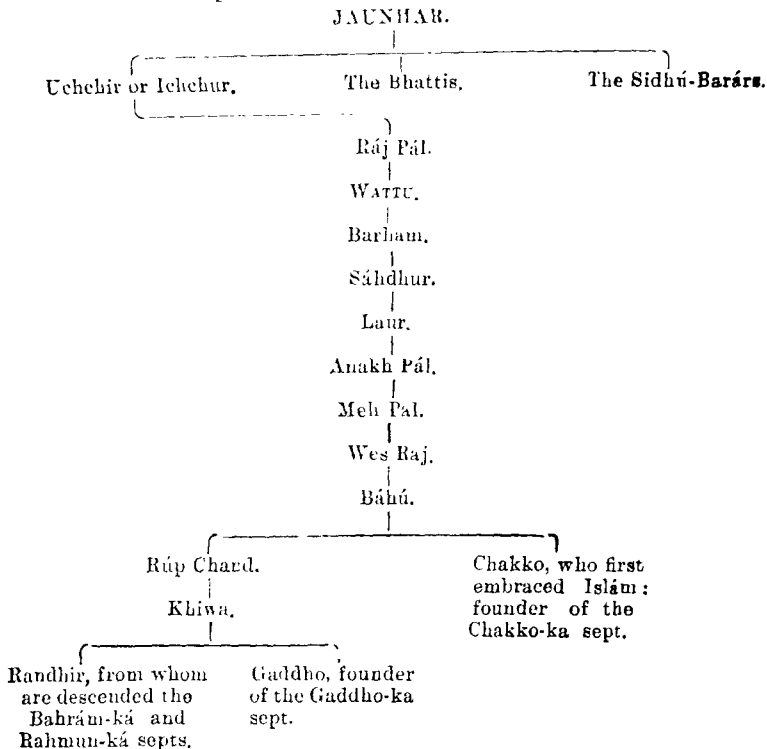 JAUNHAR.
Uchchir or Ichchur.
The Bhattis.
The Sidhú-Barárs.
Ráj Pál.
WATTU.
Barham.
Sáhdhur.
Laur.
Anakh Pál.
Meh Pal.
Wes Raj.
Báhú.
Rúp Chand.
Khiwa.
Chakko, who first
embraced Islám:
founder of the
Chakko-ka sept.
Randhir, from whom
are descended the
Bahrám-ká and
Rahmun-ká septs.
Gaddho, founder
of the Gaddho-ka
sept.